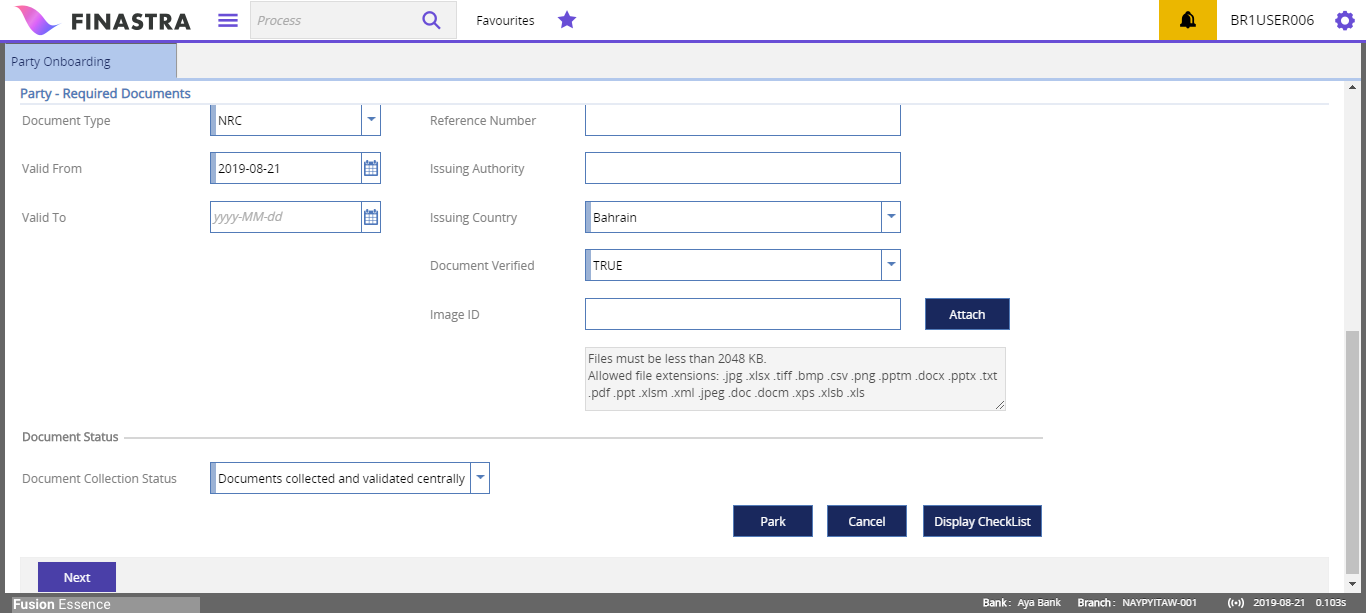 FINASTRA
Process
Favourites
BR1USER006
Party Onboarding
Party - Required Documents
Document Type
NRC
Reference Number
Valid From
2019-08-21
Issuing Authority
Valid To
yyyy-MM-dd
Issuing Country
Bahrain
Document Verified
TRUE
Image ID
Attach
Files must be less than 2048 KB.
Allowed file extensions: .jpg .xlsx .tiff .bmp .csv .png .pptm .docx .pptx .txt
.pdf .ppt .xlsm .xml .jpeg .doc .docm .xps .xlsb .xls
Document Status
Document Collection Status
Documents collected and validated centrally
Park
Cancel
Display CheckList
Next
Fusion Essence
Bank : Aya Bank Branch : NAYPYITAW-001 2019-08-21 0.103s